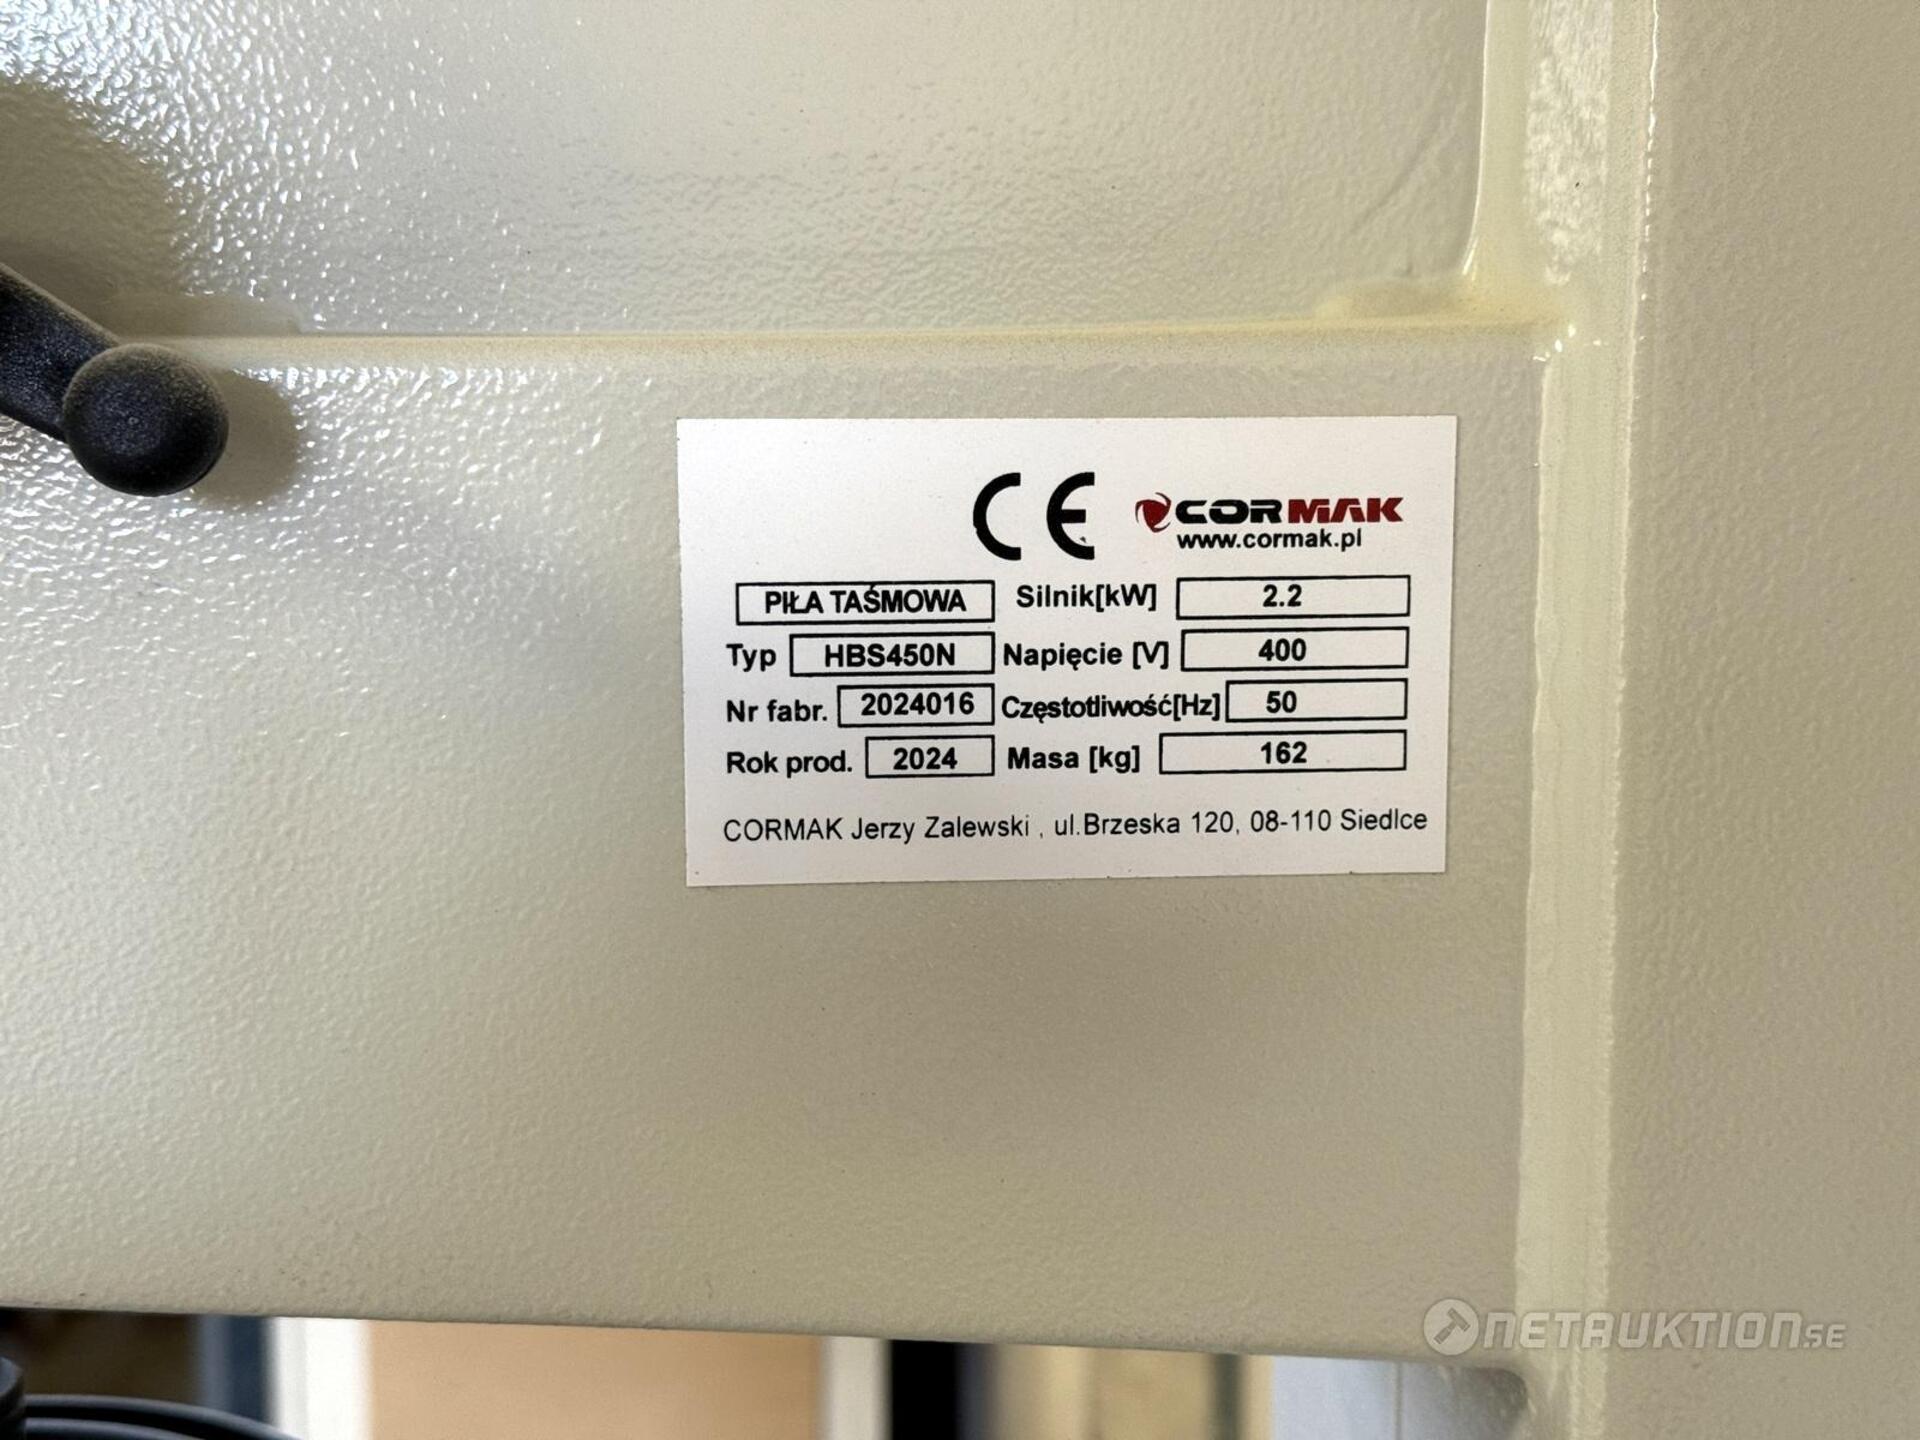 CE CORMAK
www.cormak.pl
PIŁA TAŚMOWA Silnik[kW] 2.2
Typ HBS450N Napięcie [V] 400
Nr fabr. 2024016 Częstotliwość[Hz] 50
Rok prod. 2024 Masa [kg] 162
CORMAK Jerzy Zalewski , ul.Brzeska 120, 08-110 Siedlce
NETAUKTION.SE